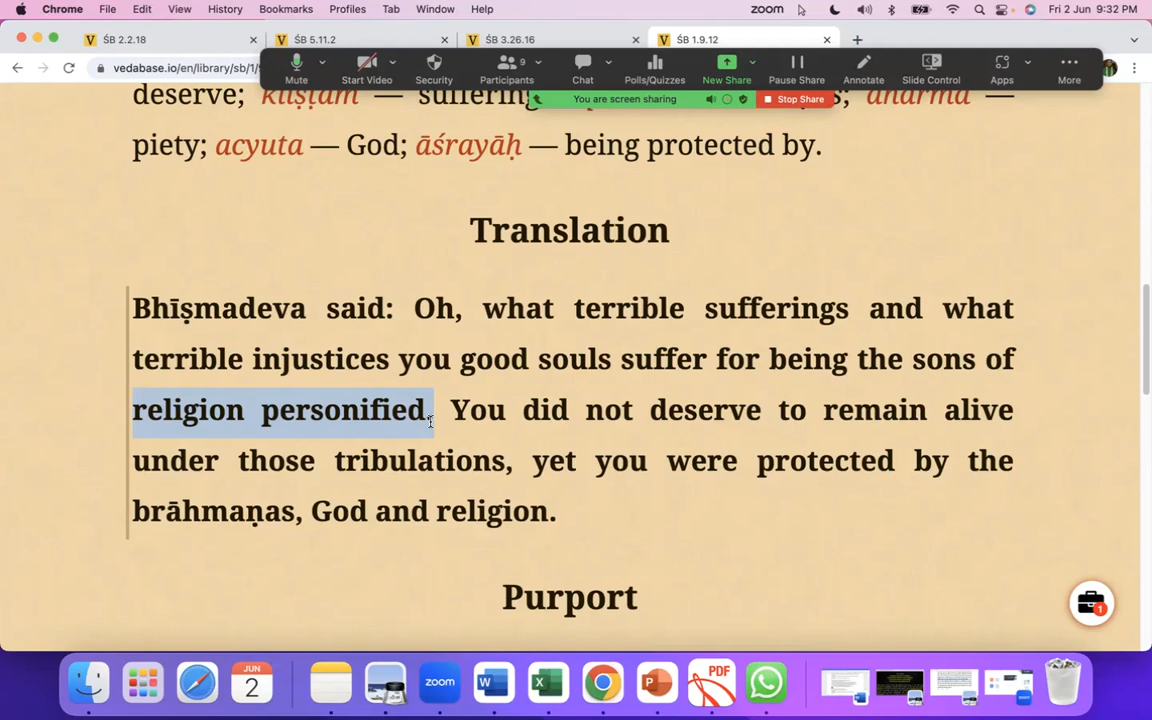 Chrome File Edit View History Bookmarks Profiles Tab Window Help zoom Fri 2 Jun 9:32 PM
ŚB 2.2.18 ŚB 5.11.2 ŚB 3.26.16 ŚB 1.9.12
vedabase.io/en/library/sb/1/
9
Mute Start Video Security Participants Chat Polls/Quizzes New Share Pause Share Annotate Slide Control Apps More
You are screen sharing Stop Share
deserve; kliṣṭam — suffering
piety; acyuta — God; āśrayāḥ — being protected by.
Translation
Bhīṣmadeva said: Oh, what terrible sufferings and what
terrible injustices you good souls suffer for being the sons of
religion personified. You did not deserve to remain alive
under those tribulations, yet you were protected by the
brāhmaṇas, God and religion.
Purport
1
JUN
2
zoom W X P PDF